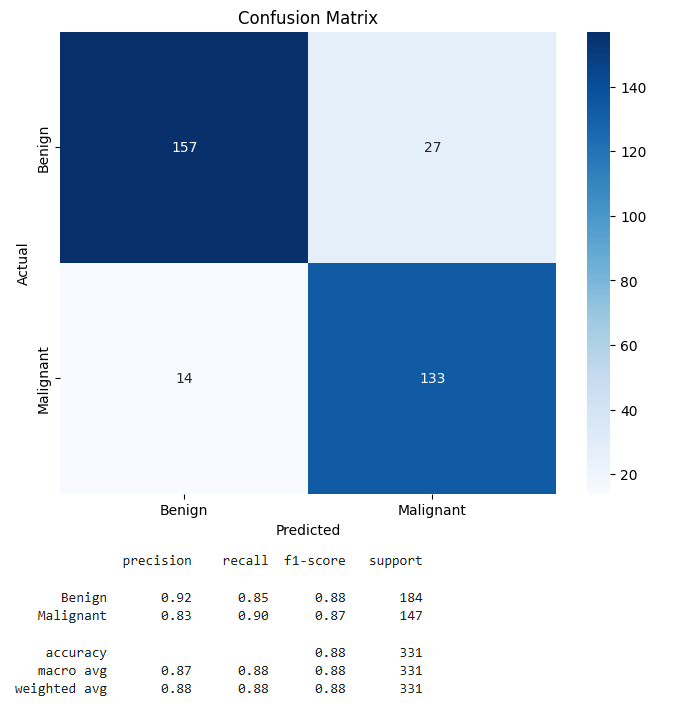 Confusion Matrix
Benign
157
27
Actual
Malignant
14
133
Benign Malignant
Predicted
140
120
100
80
60
40
20
precision recall f1-score support
Benign 0.92 0.85 0.88 184
Malignant 0.83 0.90 0.87 147
accuracy 0.88 331
macro avg 0.87 0.88 0.88 331
weighted avg 0.88 0.88 0.88 331